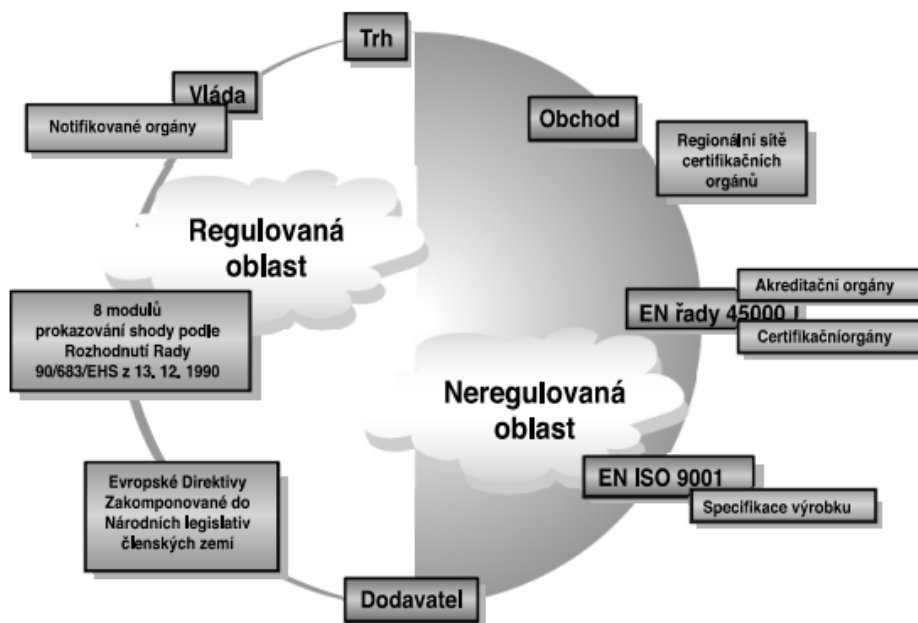 Trh
Vláda
Notifikované orgány
Obchod
Regionální sítě
certifikačních
orgánů
Regulovaná
oblast
8 modulů
prokazování shody podle
Rozhodnutí Rady
90/683/EHS z 13. 12. 1990
Akreditační orgány
EN řady 45000
Certifikačníorgány
Neregulovaná
oblast
EN ISO 9001
Specifikace výrobku
Evropské Direktivy
Zakomponované do
Národních legislativ
členských zemí
Dodavatel